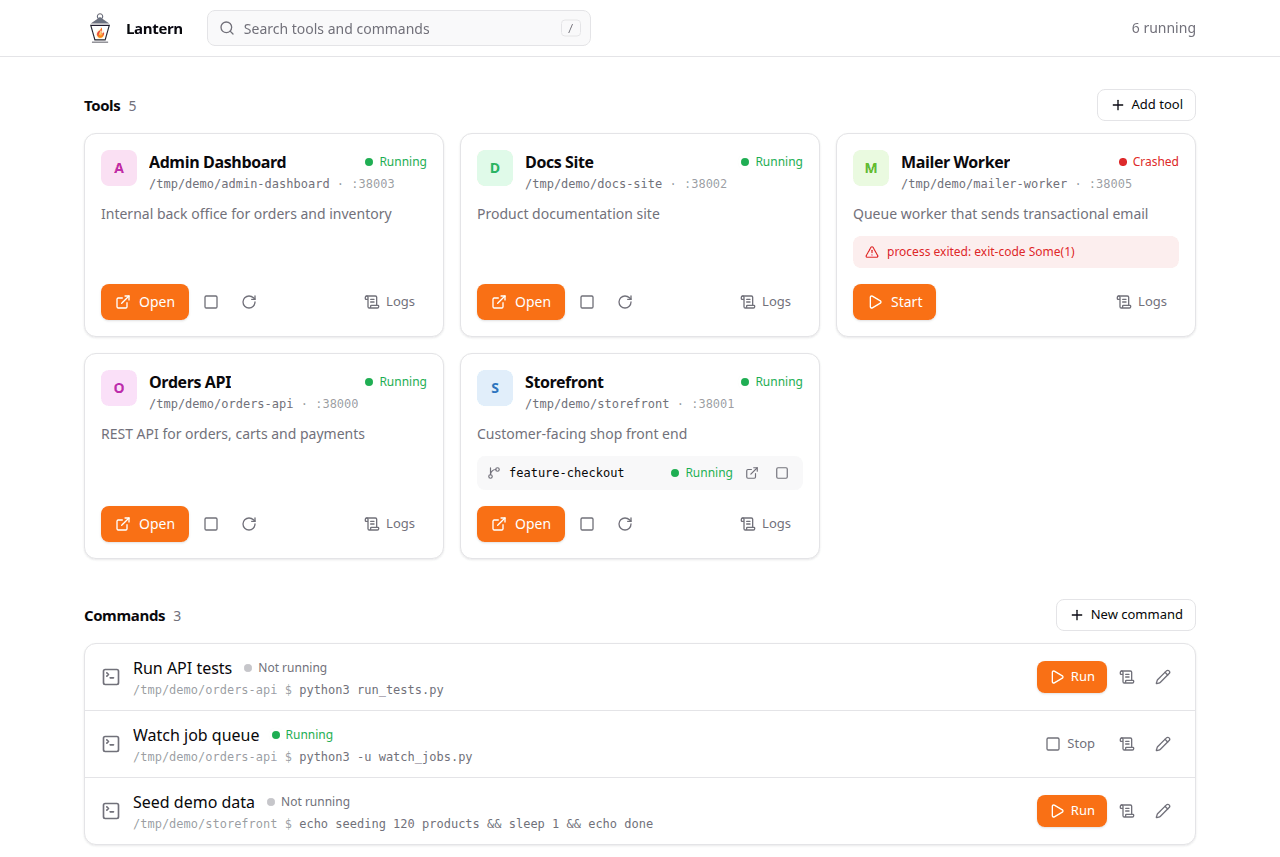 Lantern
Search tools and commands /
6 running
Tools 5
Add tool
A Admin Dashboard Running
/tmp/demo/admin-dashboard · :38003
Internal back office for orders and inventory
Open Logs
D Docs Site Running
/tmp/demo/docs-site · :38002
Product documentation site
Open Logs
M Mailer Worker Crashed
/tmp/demo/mailer-worker · :38005
Queue worker that sends transactional email
process exited: exit-code Some(1)
Start Logs
O Orders API Running
/tmp/demo/orders-api · :38000
REST API for orders, carts and payments
Open Logs
S Storefront Running
/tmp/demo/storefront · :38001
Customer-facing shop front end
feature-checkout Running
Open Logs
Commands 3
New command
Run API tests Not running
/tmp/demo/orders-api $ python3 run_tests.py
Run
Watch job queue Running
/tmp/demo/orders-api $ python3 -u watch_jobs.py
Stop
Seed demo data Not running
/tmp/demo/storefront $ echo seeding 120 products && sleep 1 && echo done
Run